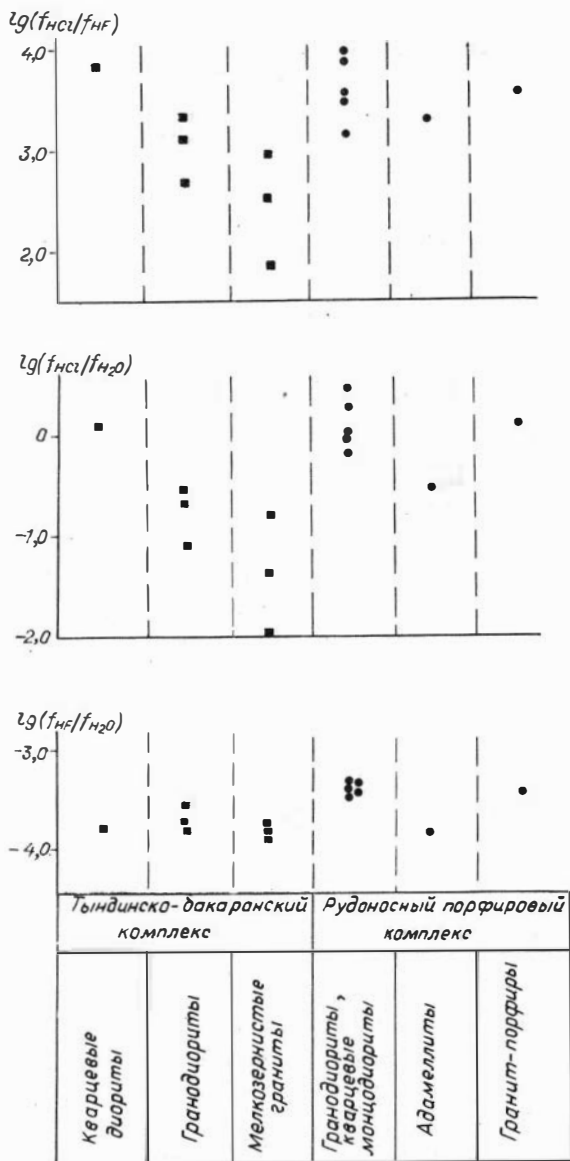 lg(fHCl/fHF)
4,0
3,0
2,0
lg(fHCl/fH2O)
0
-1,0
-2,0
lg(fHF/fH2O)
-3,0
-4,0
Тындинско-бакаранский
комплекс
Рудоносный порфировый
комплекс
Кварцевые
диориты
Гранодиориты
Мелкозернистые
граниты
Гранодиориты,
кварцевые
монцодиориты
Адамеллиты
Гранит-порфиры